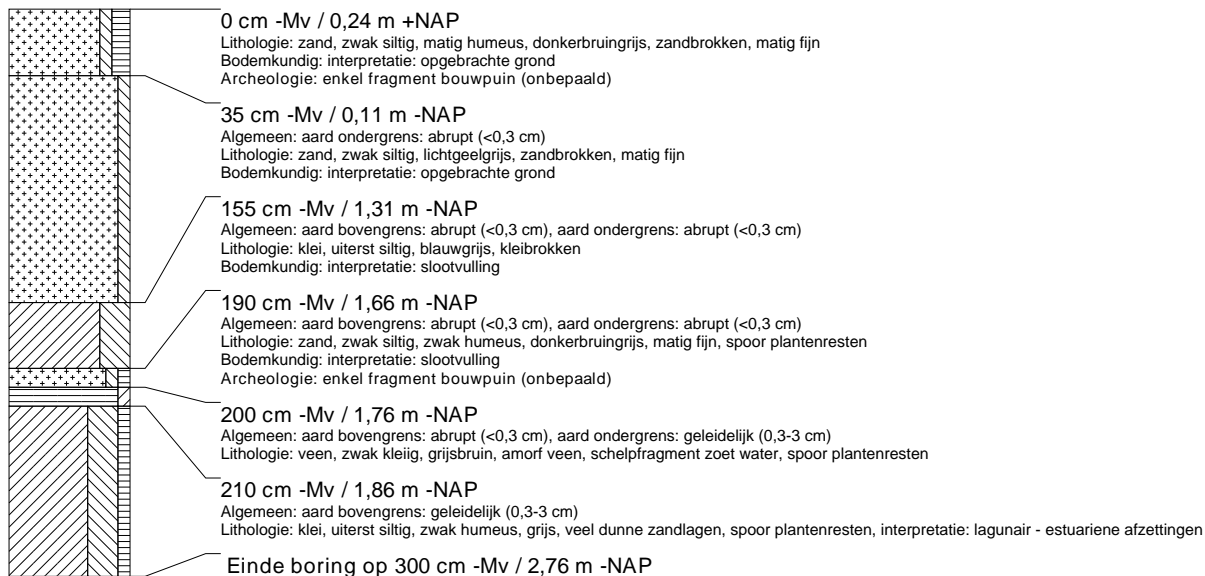 0 cm -Mv / 0,24 m +NAP
Lithologie: zand, zwak siltig, matig humeus, donkerbruingrijs, zandbrokken, matig fijn
Bodemkundig: interpretatie: opgebrachte grond
Archeologie: enkel fragment bouwpuin (onbepaald)
35 cm -Mv / 0,11 m -NAP
Algemeen: aard ondergrens: abrupt (<0,3 cm)
Lithologie: zand, zwak siltig, lichtgeelgrijs, zandbrokken, matig fijn
Bodemkundig: interpretatie: opgebrachte grond
155 cm -Mv / 1,31 m -NAP
Algemeen: aard bovengrens: abrupt (<0,3 cm), aard ondergrens: abrupt (<0,3 cm)
Lithologie: klei, uiterst siltig, blauwgrijs, kleibrokken
Bodemkundig: interpretatie: slootvulling
190 cm -Mv / 1,66 m -NAP
Algemeen: aard bovengrens: abrupt (<0,3 cm), aard ondergrens: abrupt (<0,3 cm)
Lithologie: zand, zwak siltig, zwak humeus, donkerbruingrijs, matig fijn, spoor plantenresten
Bodemkundig: interpretatie: slootvulling
Archeologie: enkel fragment bouwpuin (onbepaald)
200 cm -Mv / 1,76 m -NAP
Algemeen: aard bovengrens: abrupt (<0,3 cm), aard ondergrens: geleidelijk (0,3-3 cm)
Lithologie: veen, zwak kleiig, grijsbruin, amorf veen, schelpfragment zoet water, spoor plantenresten
210 cm -Mv / 1,86 m -NAP
Algemeen: aard bovengrens: geleidelijk (0,3-3 cm)
Lithologie: klei, uiterst siltig, zwak humeus, grijs, veel dunne zandlagen, spoor plantenresten, interpretatie: lagunair - estuariene afzettingen
Einde boring op 300 cm -Mv / 2,76 m -NAP